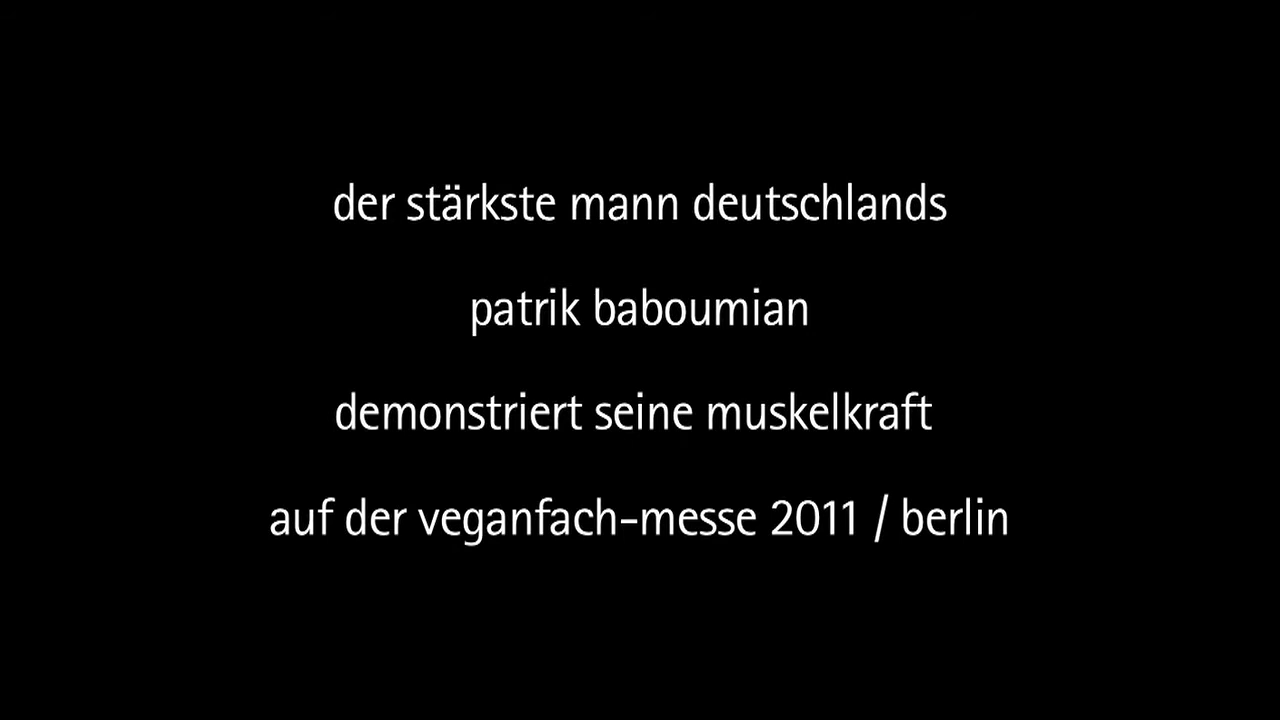 der stärkste mann deutschlands
patrik baboumian
demonstriert seine muskelkraft
auf der veganfach-messe 2011 / berlin